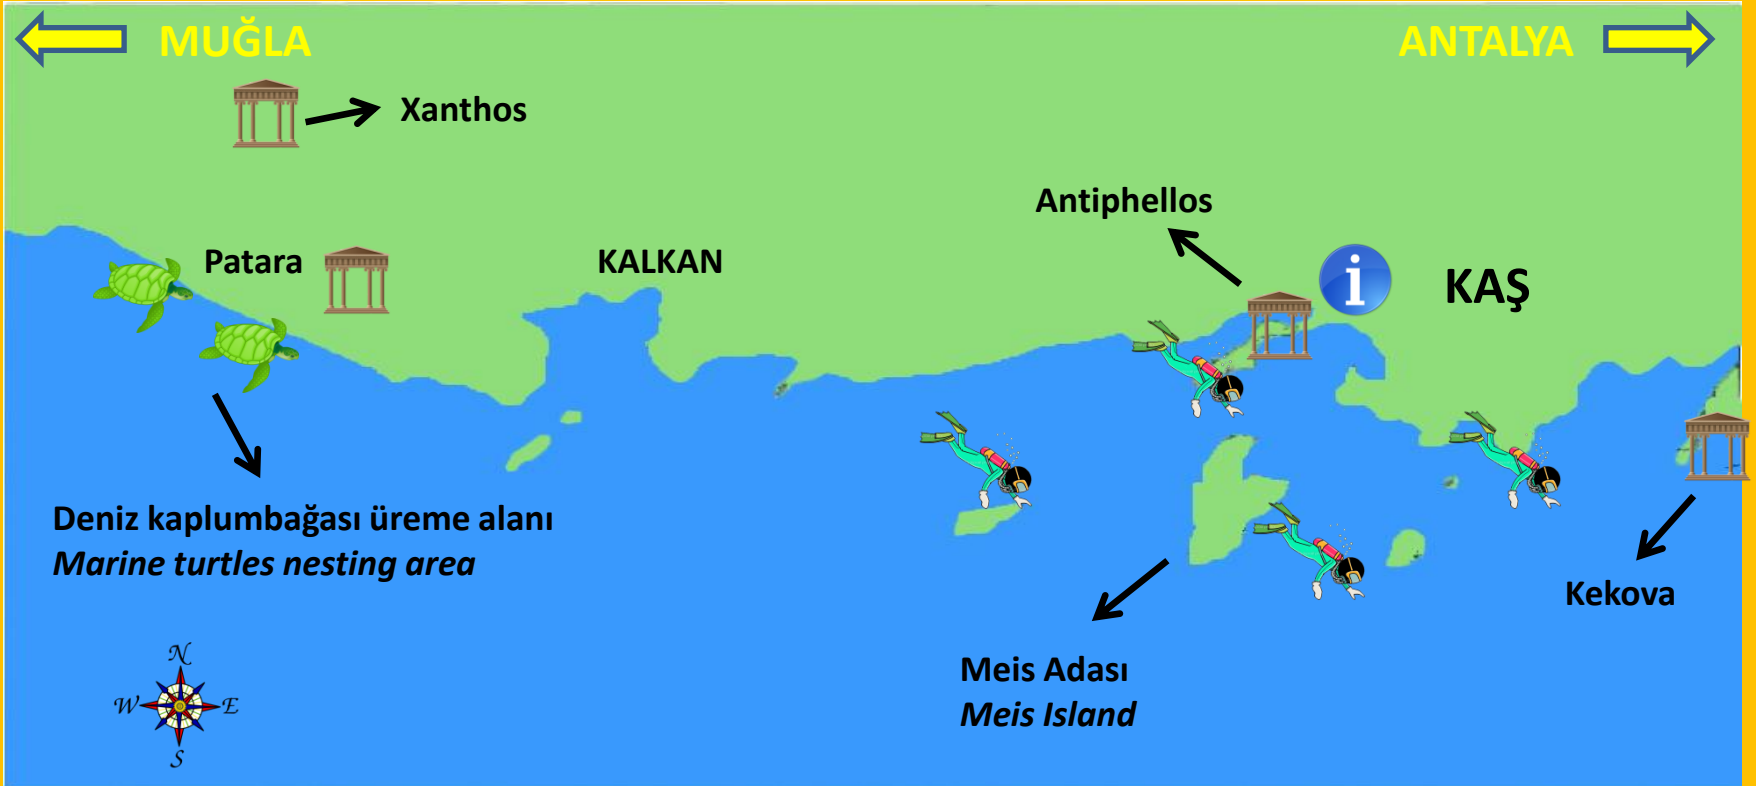 MUĞLA
ANTALYA
Xanthos
Antiphellos
Patara
KALKAN
i
KAŞ
Deniz kaplumbağası üreme alanı
Marine turtles nesting area
Kekova
Meis Adası
Meis Island
N
W
E
S